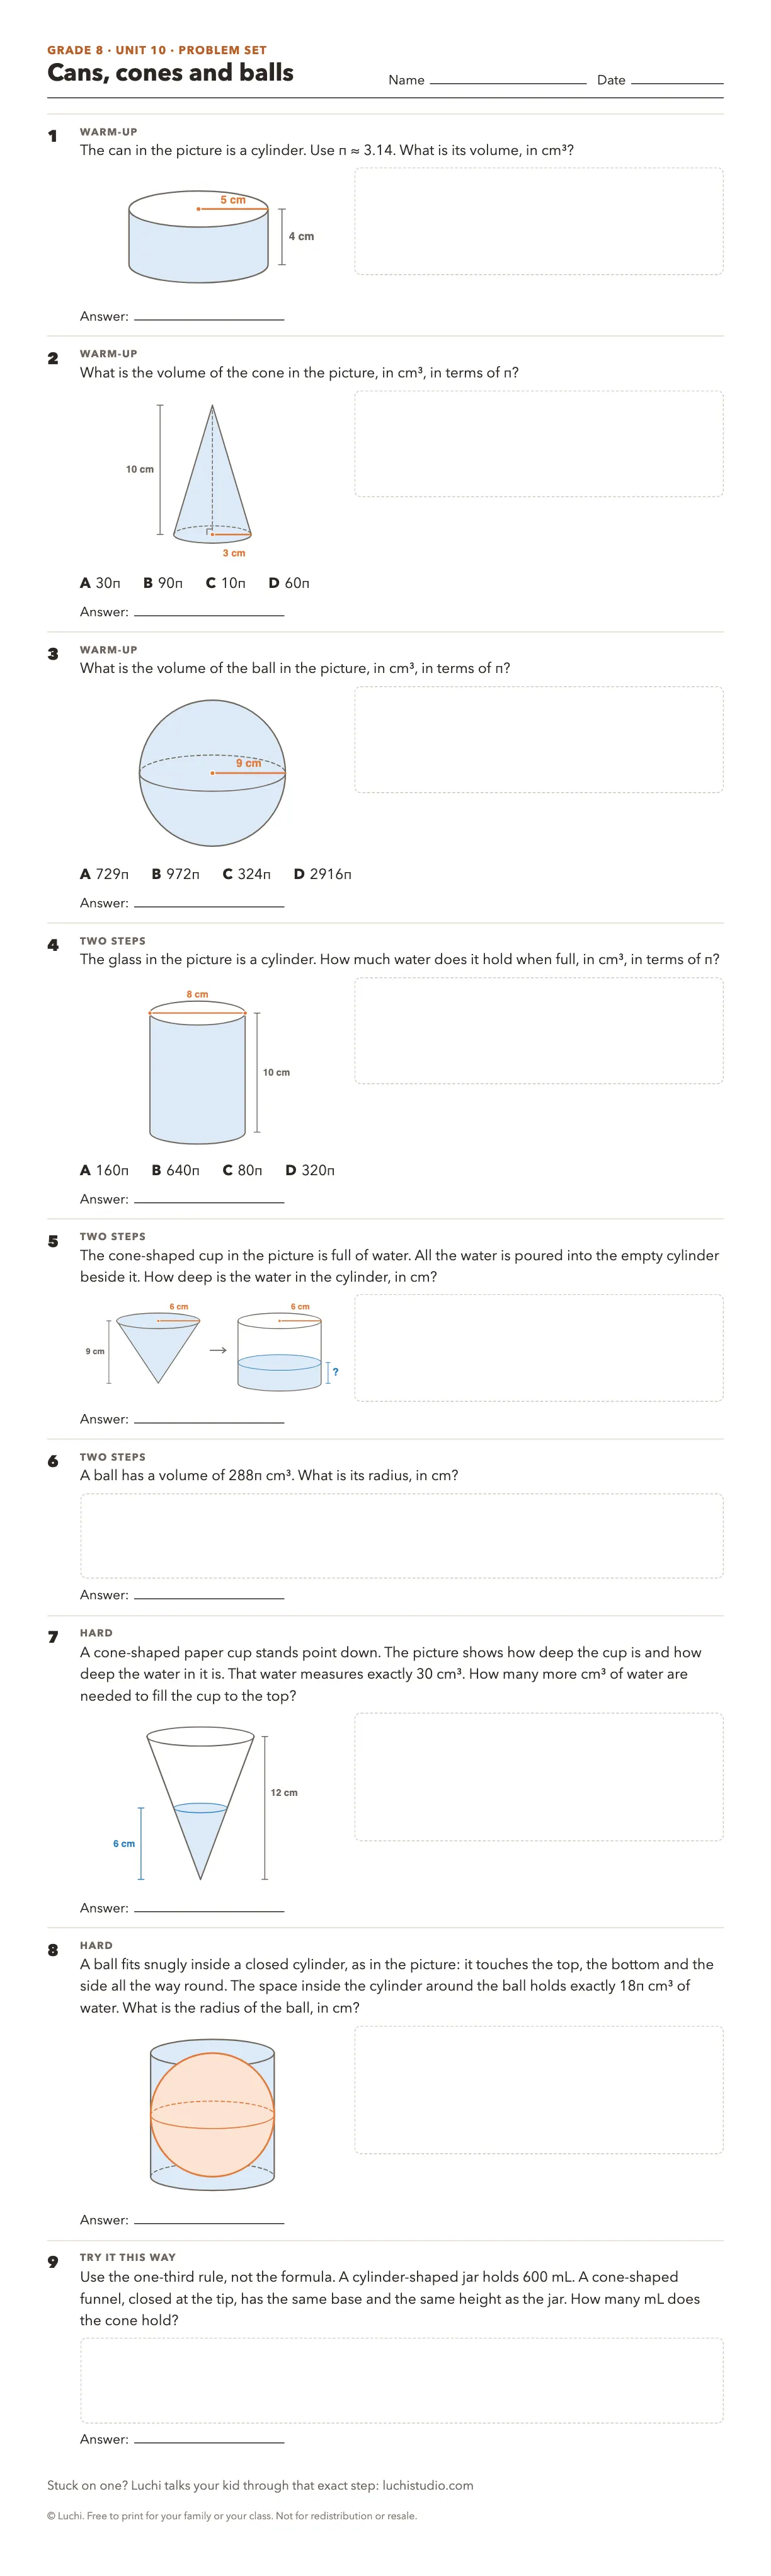 GRADE 8 · UNIT 10 · PROBLEM SET
Cans, cones and balls
Name Date
1
WARM-UP
The can in the picture is a cylinder. Use π ≈ 3.14. What is its volume, in cm³?
5 cm
4 cm
Answer:
2
WARM-UP
What is the volume of the cone in the picture, in cm³, in terms of π?
10 cm
3 cm
A 30π B 90π C 10π D 60π
Answer:
3
WARM-UP
What is the volume of the ball in the picture, in cm³, in terms of π?
9 cm
A 729π B 972π C 324π D 2916π
Answer:
4
TWO STEPS
The glass in the picture is a cylinder. How much water does it hold when full, in cm³, in terms of π?
8 cm
10 cm
A 160π B 640π C 80π D 320π
Answer:
5
TWO STEPS
The cone-shaped cup in the picture is full of water. All the water is poured into the empty cylinder
beside it. How deep is the water in the cylinder, in cm?
6 cm 6 cm
9 cm
?
Answer:
6
TWO STEPS
A ball has a volume of 288π cm³. What is its radius, in cm?
Answer:
7
HARD
A cone-shaped paper cup stands point down. The picture shows how deep the cup is and how
deep the water in it is. That water measures exactly 30 cm³. How many more cm³ of water are
needed to fill the cup to the top?
12 cm
6 cm
Answer:
8
HARD
A ball fits snugly inside a closed cylinder, as in the picture: it touches the top, the bottom and the
side all the way round. The space inside the cylinder around the ball holds exactly 18π cm³ of
water. What is the radius of the ball, in cm?
Answer:
9
TRY IT THIS WAY
Use the one-third rule, not the formula. A cylinder-shaped jar holds 600 mL. A cone-shaped
funnel, closed at the tip, has the same base and the same height as the jar. How many mL does
the cone hold?
Answer:
Stuck on one? Luchi talks your kid through that exact step: luchistudio.com
© Luchi. Free to print for your family or your class. Not for redistribution or resale.